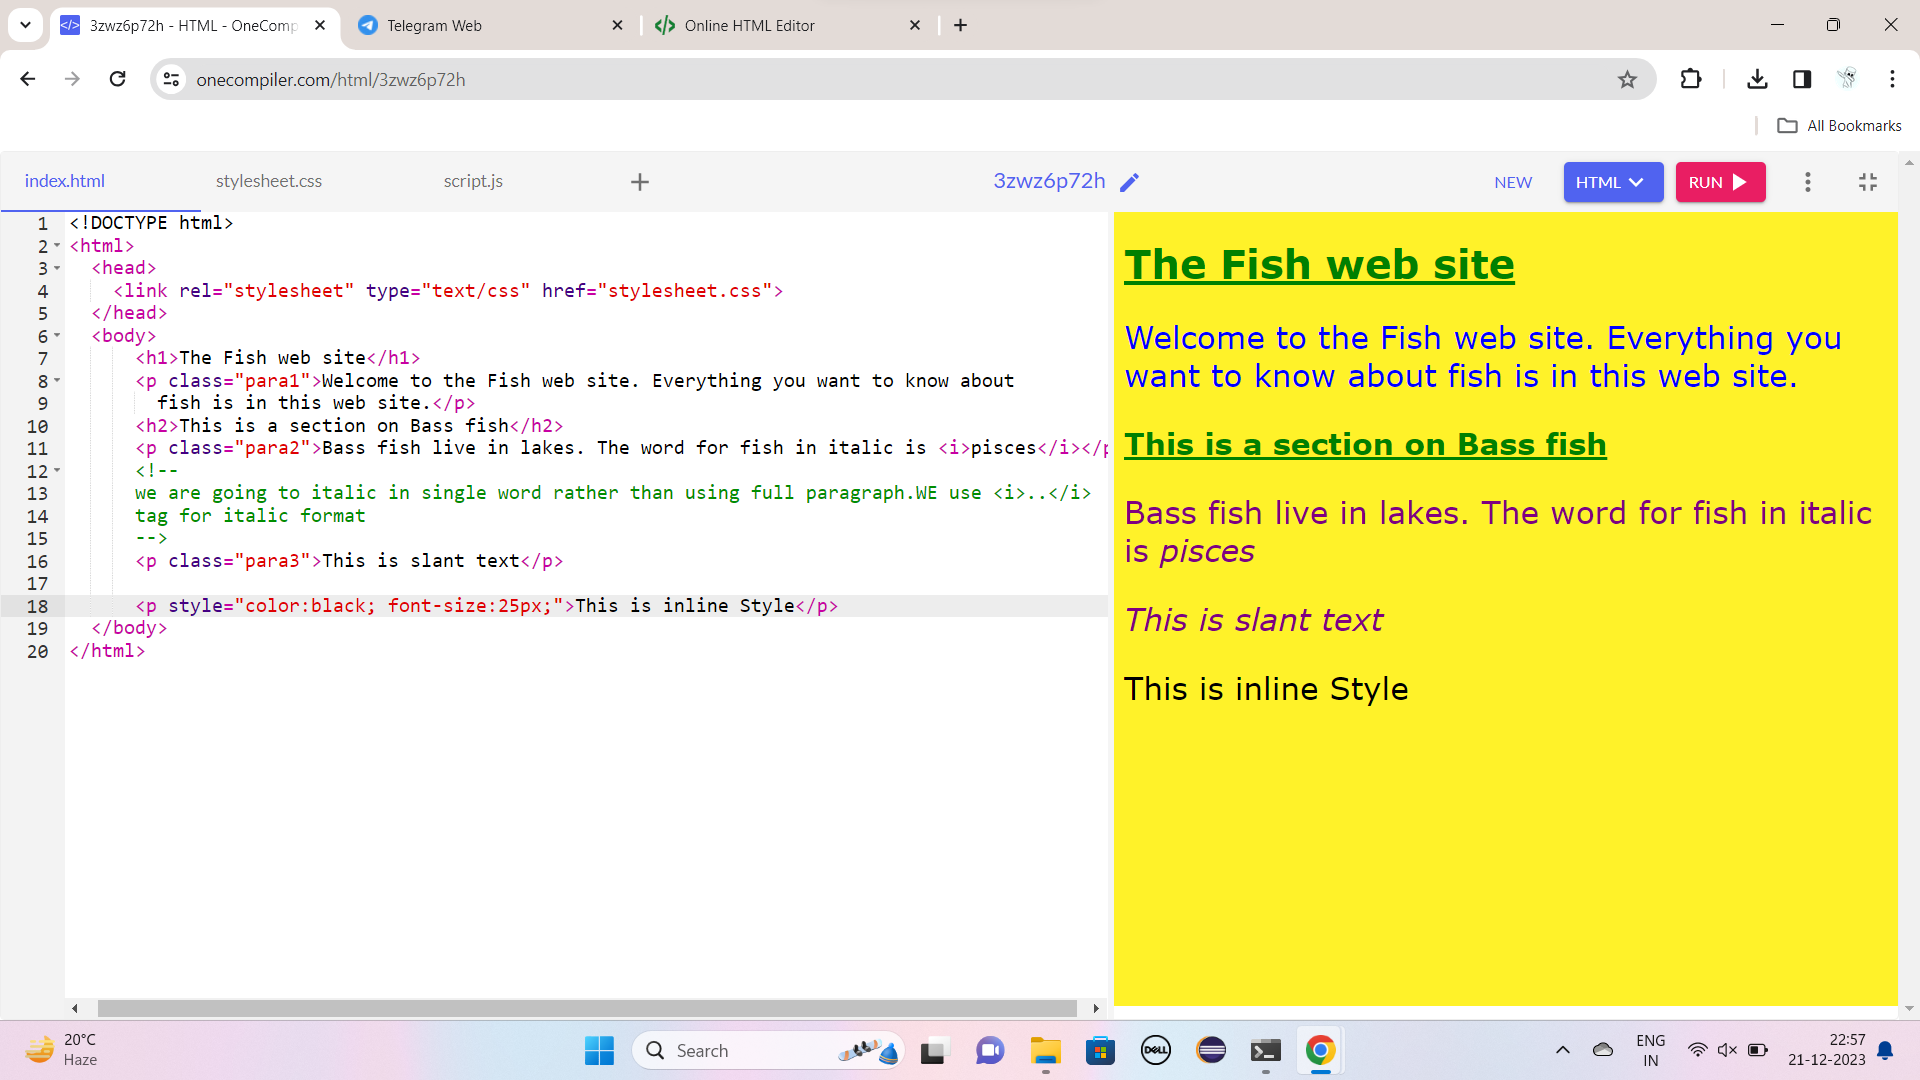 3zwz6p72h - HTML - OneComp
Telegram Web
Online HTML Editor
onecompiler.com/html/3zwz6p72h
All Bookmarks
index.html
stylesheet.css
script.js
3zwz6p72h
NEW
HTML
RUN
1 <!DOCTYPE html>
2 <html>
3 <head>
4 <link rel="stylesheet" type="text/css" href="stylesheet.css">
5 </head>
6 <body>
7 <h1>The Fish web site</h1>
8 <p class="para1">Welcome to the Fish web site. Everything you want to know about
9 fish is in this web site.</p>
10 <h2>This is a section on Bass fish</h2>
11 <p class="para2">Bass fish live in lakes. The word for fish in italic is <i>pisces</i></p
12 <!--
13 we are going to italic in single word rather than using full paragraph.WE use <i>..</i>
14 tag for italic format
15 -->
16 <p class="para3">This is slant text</p>
17
18 <p style="color:black; font-size:25px;">This is inline Style</p>
19 </body>
20 </html>
The Fish web site
Welcome to the Fish web site. Everything you
want to know about fish is in this web site.
This is a section on Bass fish
Bass fish live in lakes. The word for fish in italic
is pisces
This is slant text
This is inline Style
20°C
Haze
Search
DELL
ENG
IN
22:57
21-12-2023